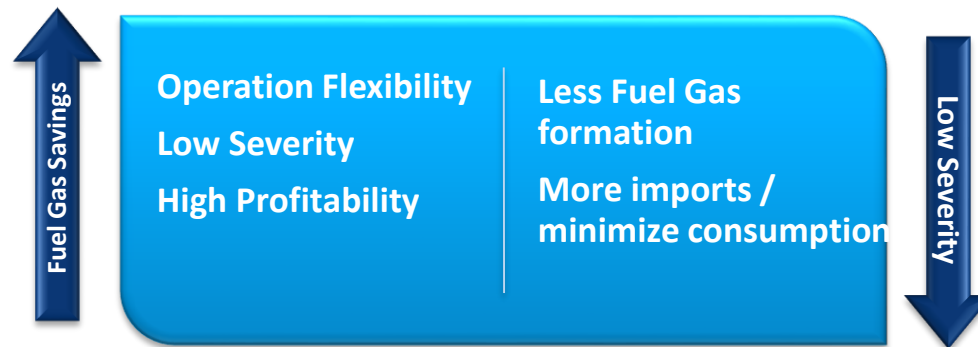 Fuel Gas Savings
Operation Flexibility
Low Severity
High Profitability
Less Fuel Gas
formation
More imports /
minimize consumption
Low Severity